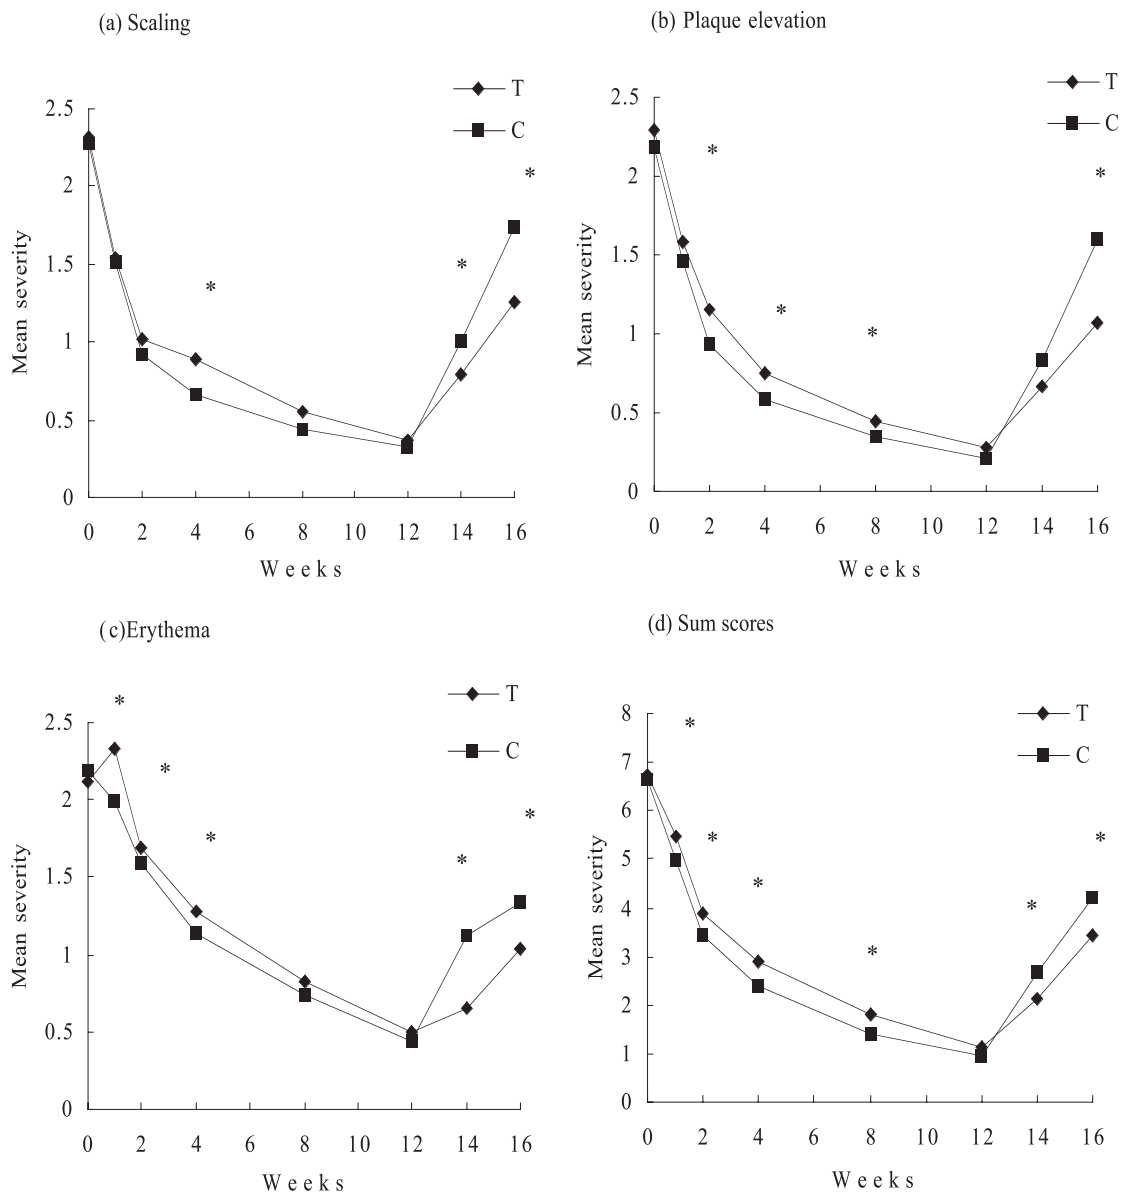 (a) Scaling
T
C
2.5
2
1.5
1
0.5
0
Mean severity
* * *
0 2 4 6 8 10 12 14 16
Weeks
(b) Plaque elevation
T
C
2.5
2
1.5
1
0.5
0
Mean severity
* * * * *
0 2 4 6 8 10 12 14 16
Weeks
(c)Erythema
T
C
2.5
2
1.5
1
0.5
0
Mean severity
* * * * *
0 2 4 6 8 10 12 14 16
Weeks
(d) Sum scores
T
C
8
7
6
5
4
3
2
1
0
Mean severity
* * * * * *
0 2 4 6 8 10 12 14 16
Weeks